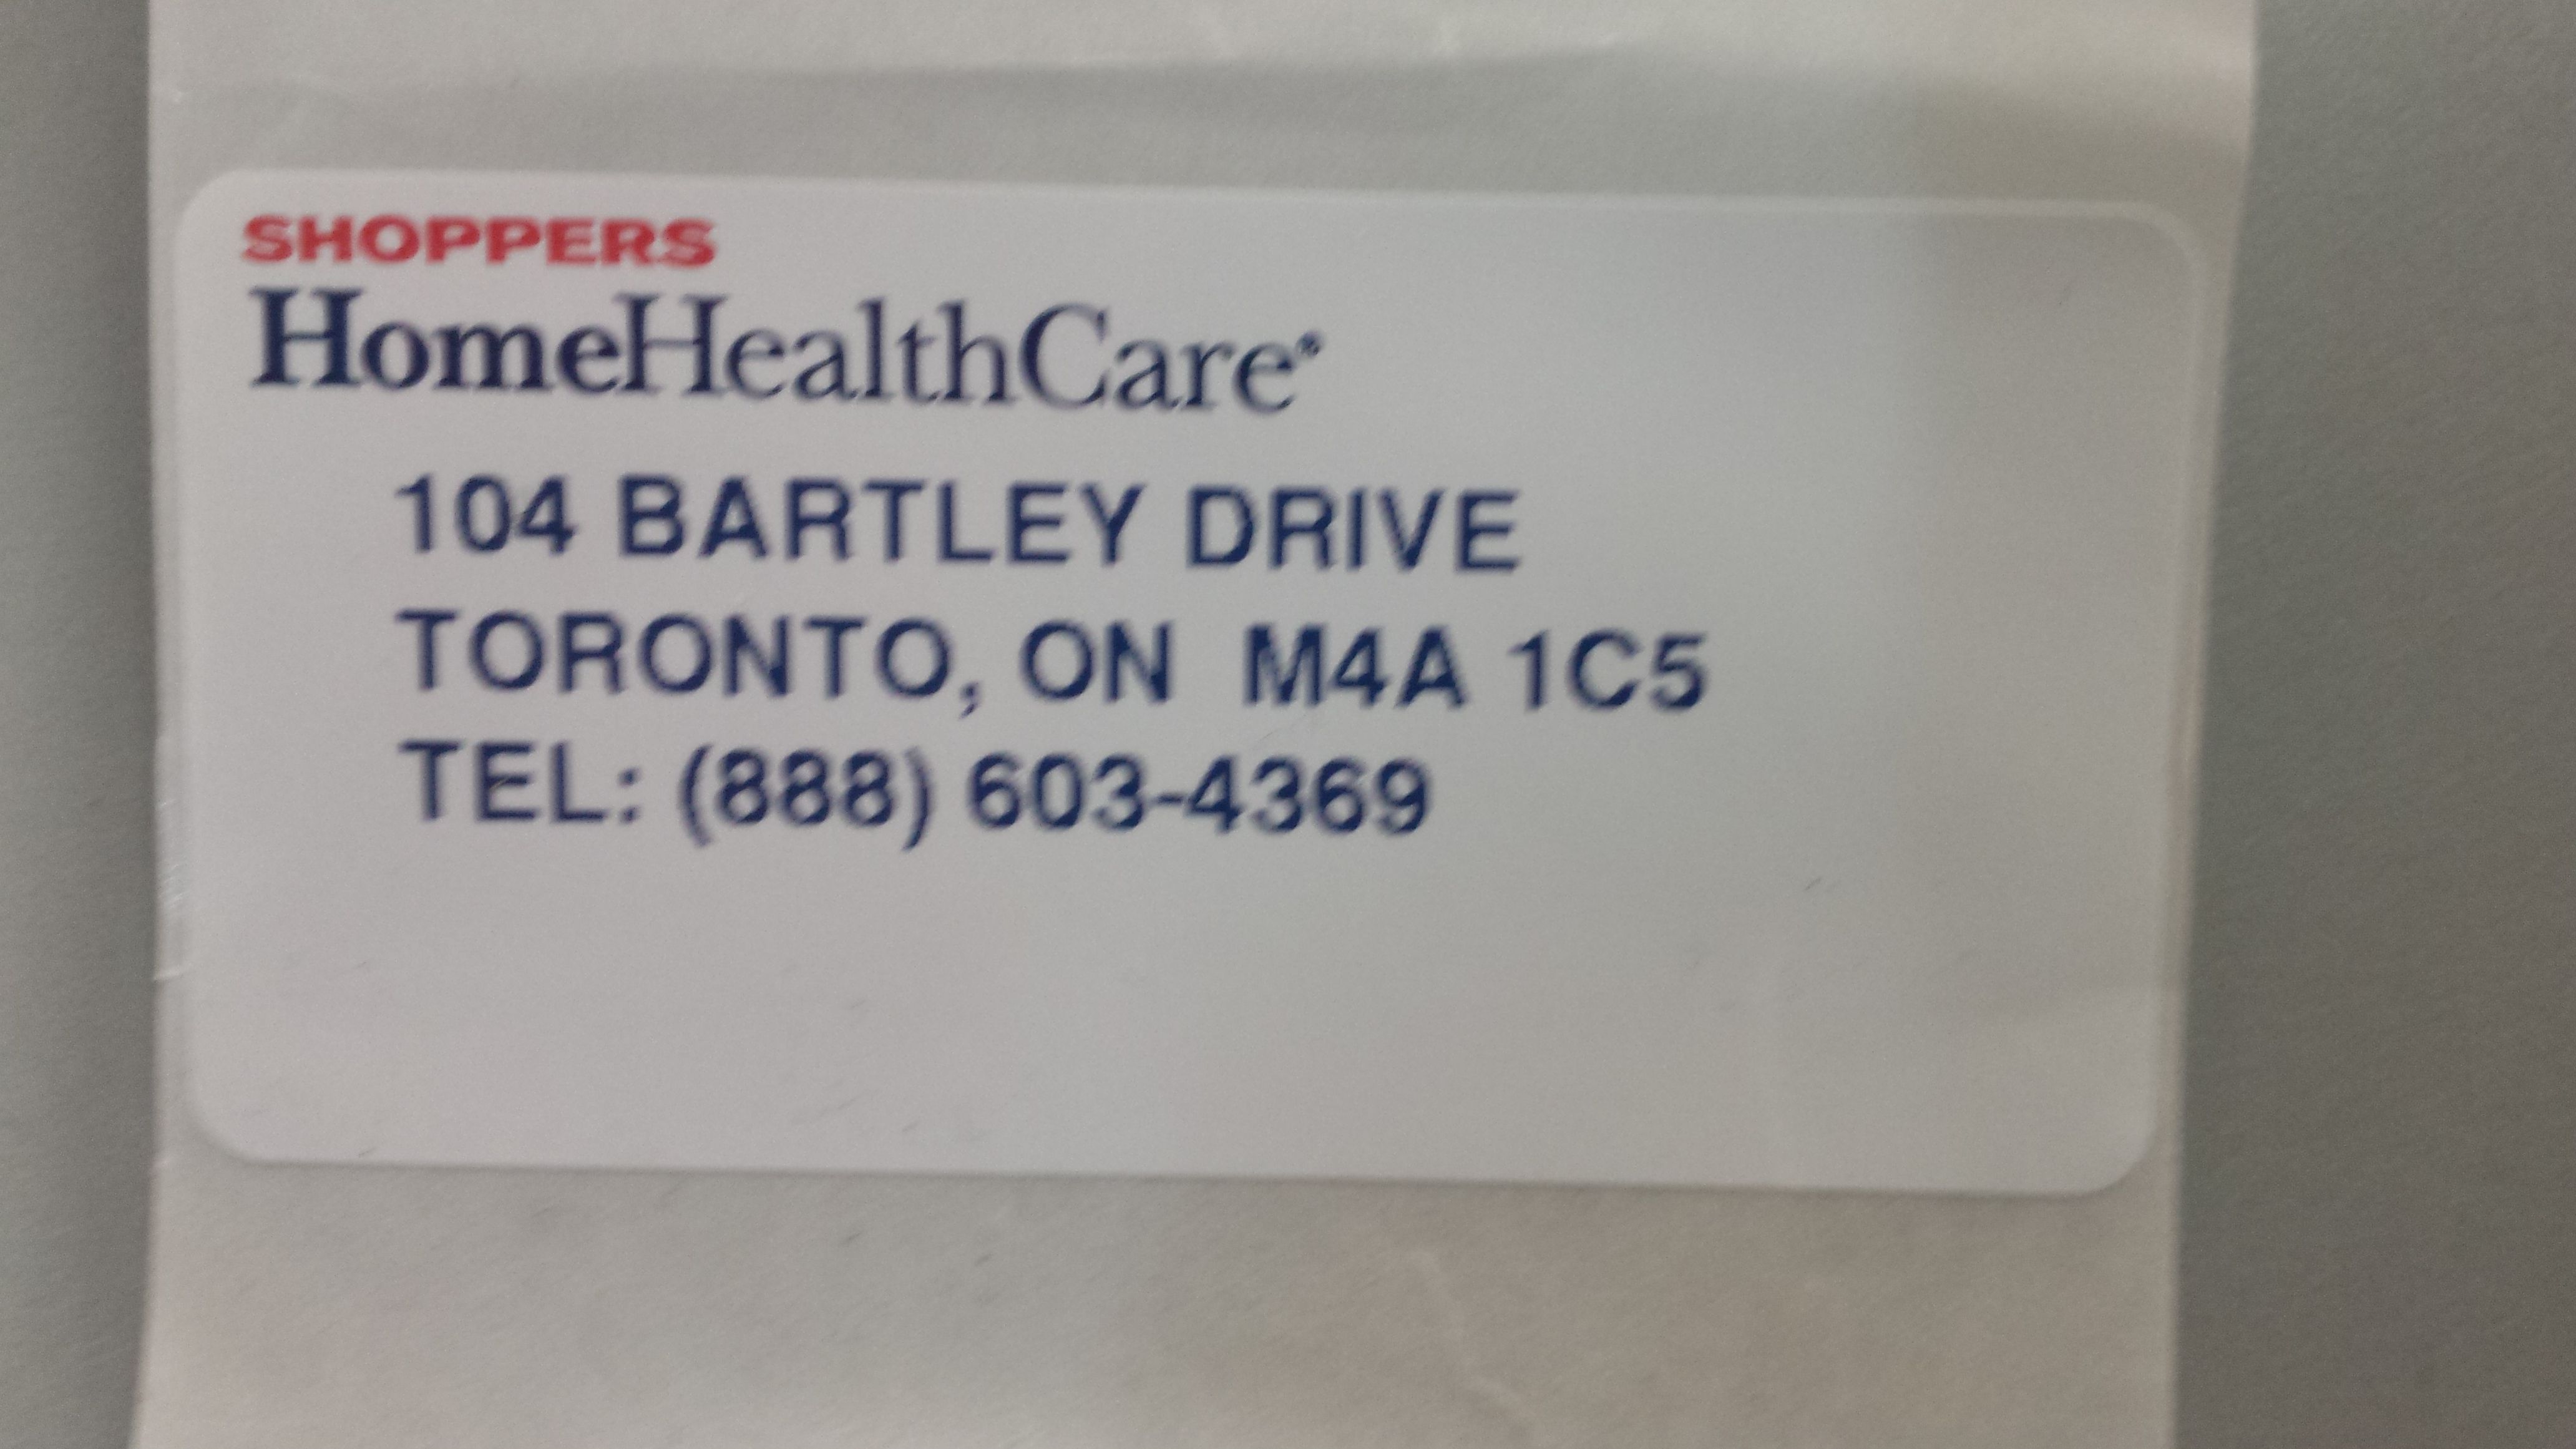 SHOPPERS
HomeHealthCare®
104 BARTLEY DRIVE
TORONTO, ON M4A 1C5
TEL: (888) 603-4369